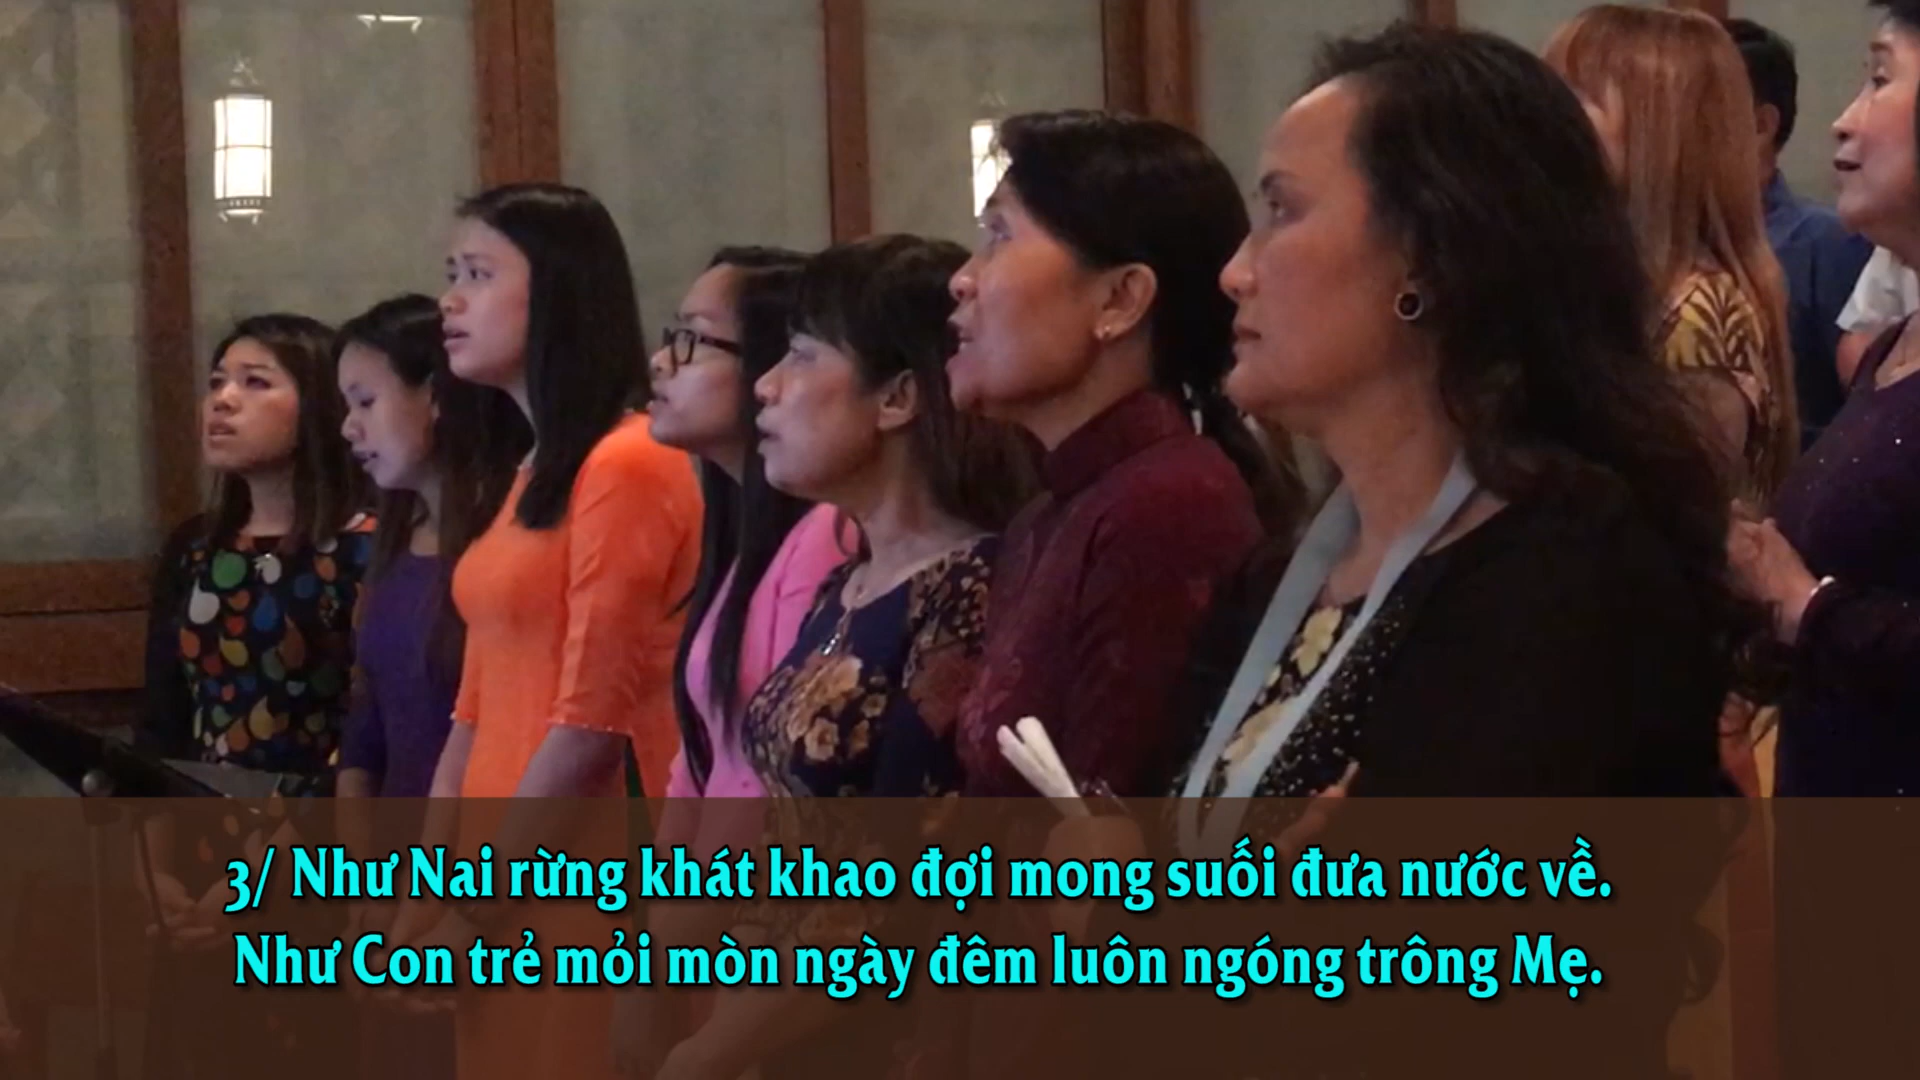 3/ Như Nai rừng khát khao đợi mong suối đưa nước về.
Như Con trẻ mỏi mòn ngày đêm luôn ngóng trông Mẹ.